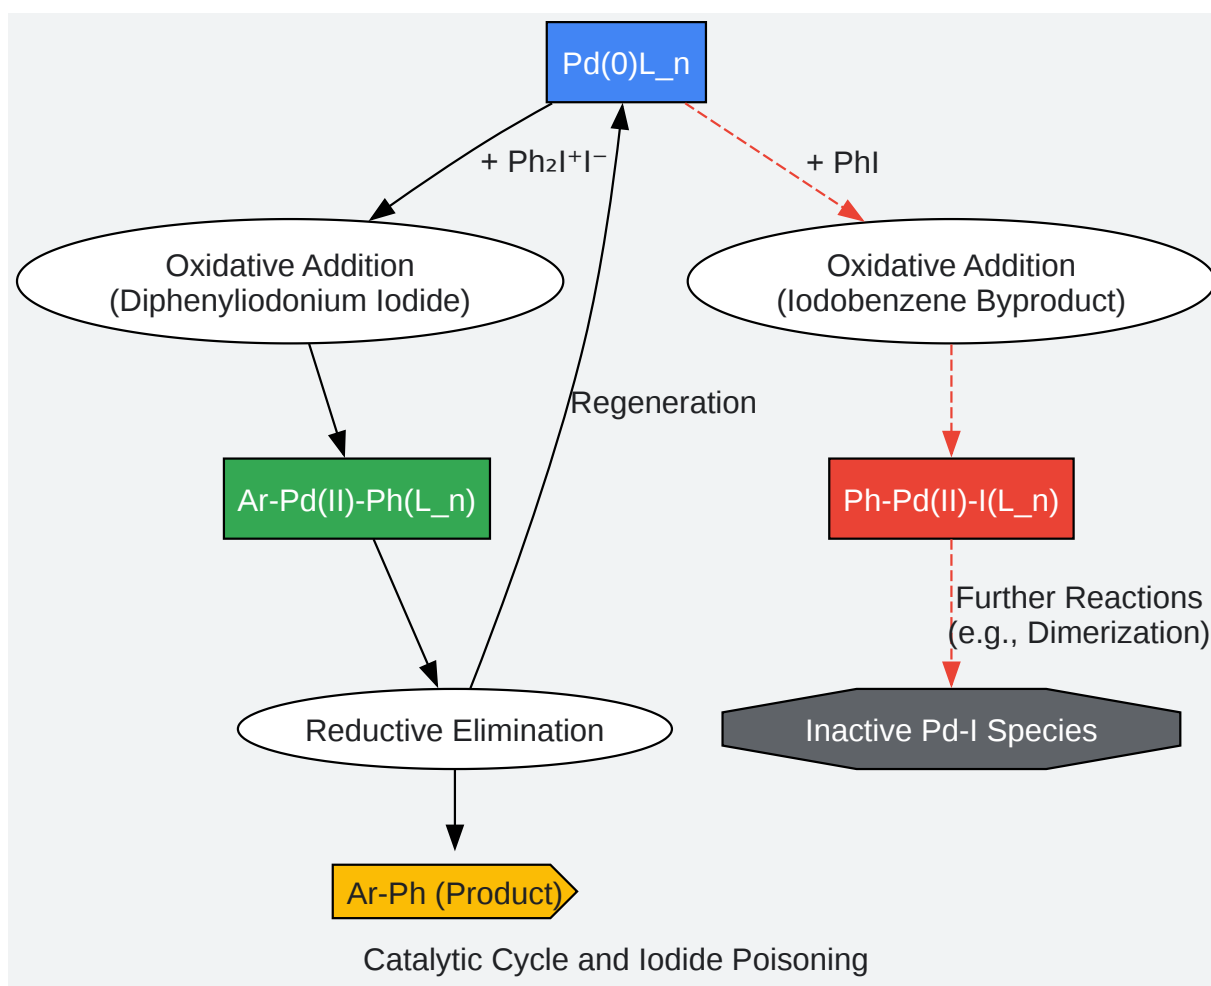 Pd(0)L_n
+ Ph₂I⁺I⁻
+ PhI
Oxidative Addition
(Diphenyliodonium Iodide)
Oxidative Addition
(Iodobenzene Byproduct)
Regeneration
Ar-Pd(II)-Ph(L_n)
Ph-Pd(II)-I(L_n)
Further Reactions
(e.g., Dimerization)
Reductive Elimination
Inactive Pd-I Species
Ar-Ph (Product)
Catalytic Cycle and Iodide Poisoning